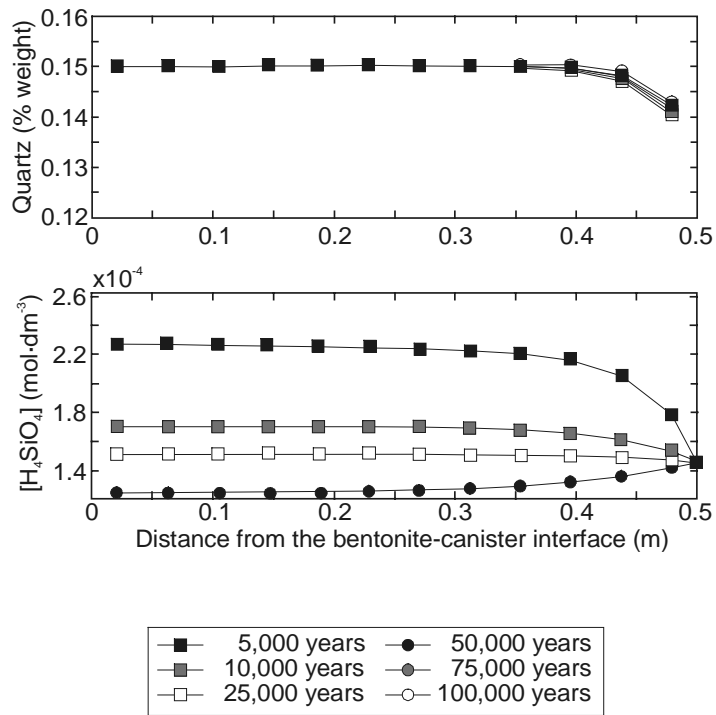 0.16
0.15
0.14
0.13
0.12
Quartz (% weight)
0 0.1 0.2 0.3 0.4 0.5
x10-4
2.6
2.2
1.8
1.4
[H4SiO4] (mol·dm-3)
0 0.1 0.2 0.3 0.4 0.5
Distance from the bentonite-canister interface (m)
5,000 years 50,000 years
10,000 years 75,000 years
25,000 years 100,000 years